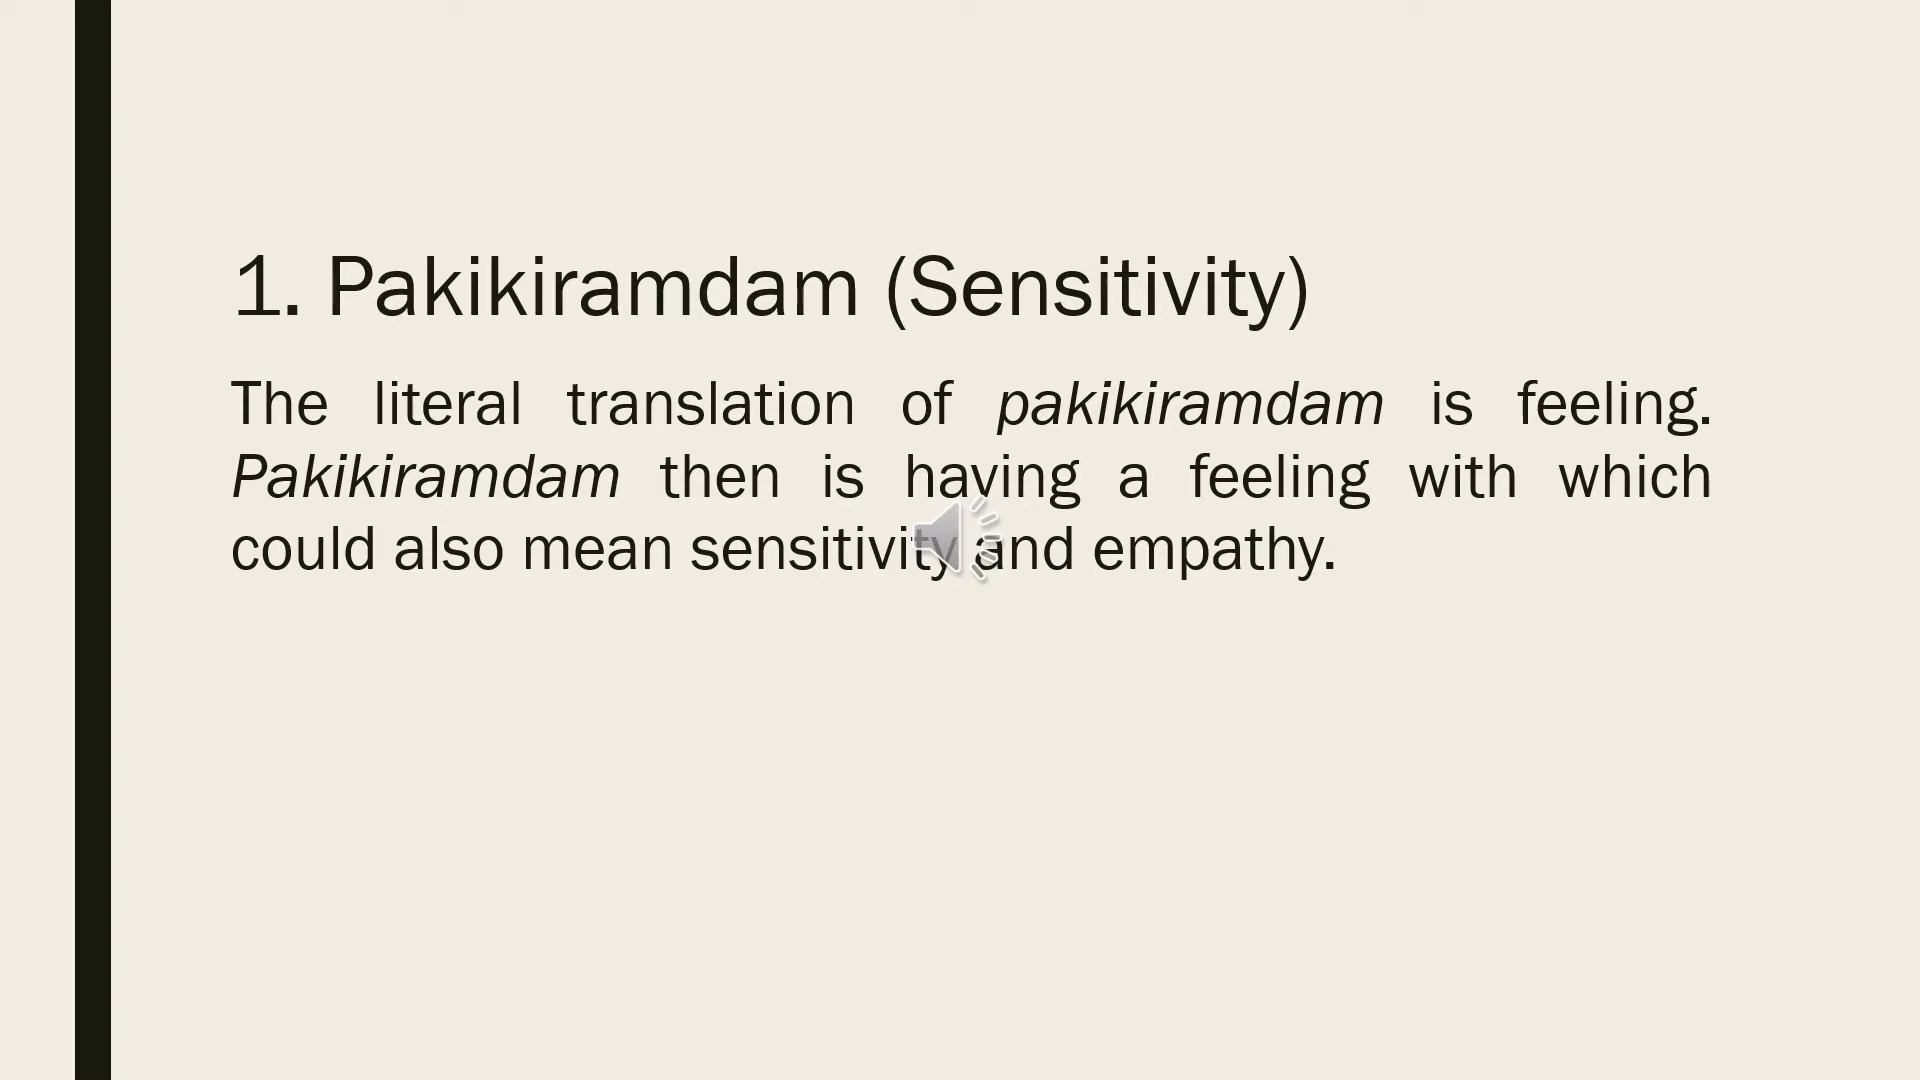 1. Pakikiramdam (Sensitivity)
The literal translation of pakikiramdam is feeling.
Pakikiramdam then is having a feeling with which
could also mean sensitivity and empathy.